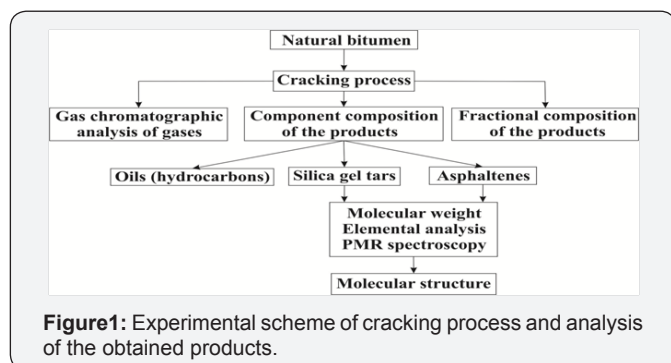 Natural bitumen
Cracking process
Gas chromatographic
analysis of gases
Component composition
of the products
Fractional composition
of the products
Oils (hydrocarbons)
Silica gel tars
Asphaltenes
Molecular weight
Elemental analysis
PMR spectroscopy
Molecular structure
Figure1: Experimental scheme of cracking process and analysis
of the obtained products.